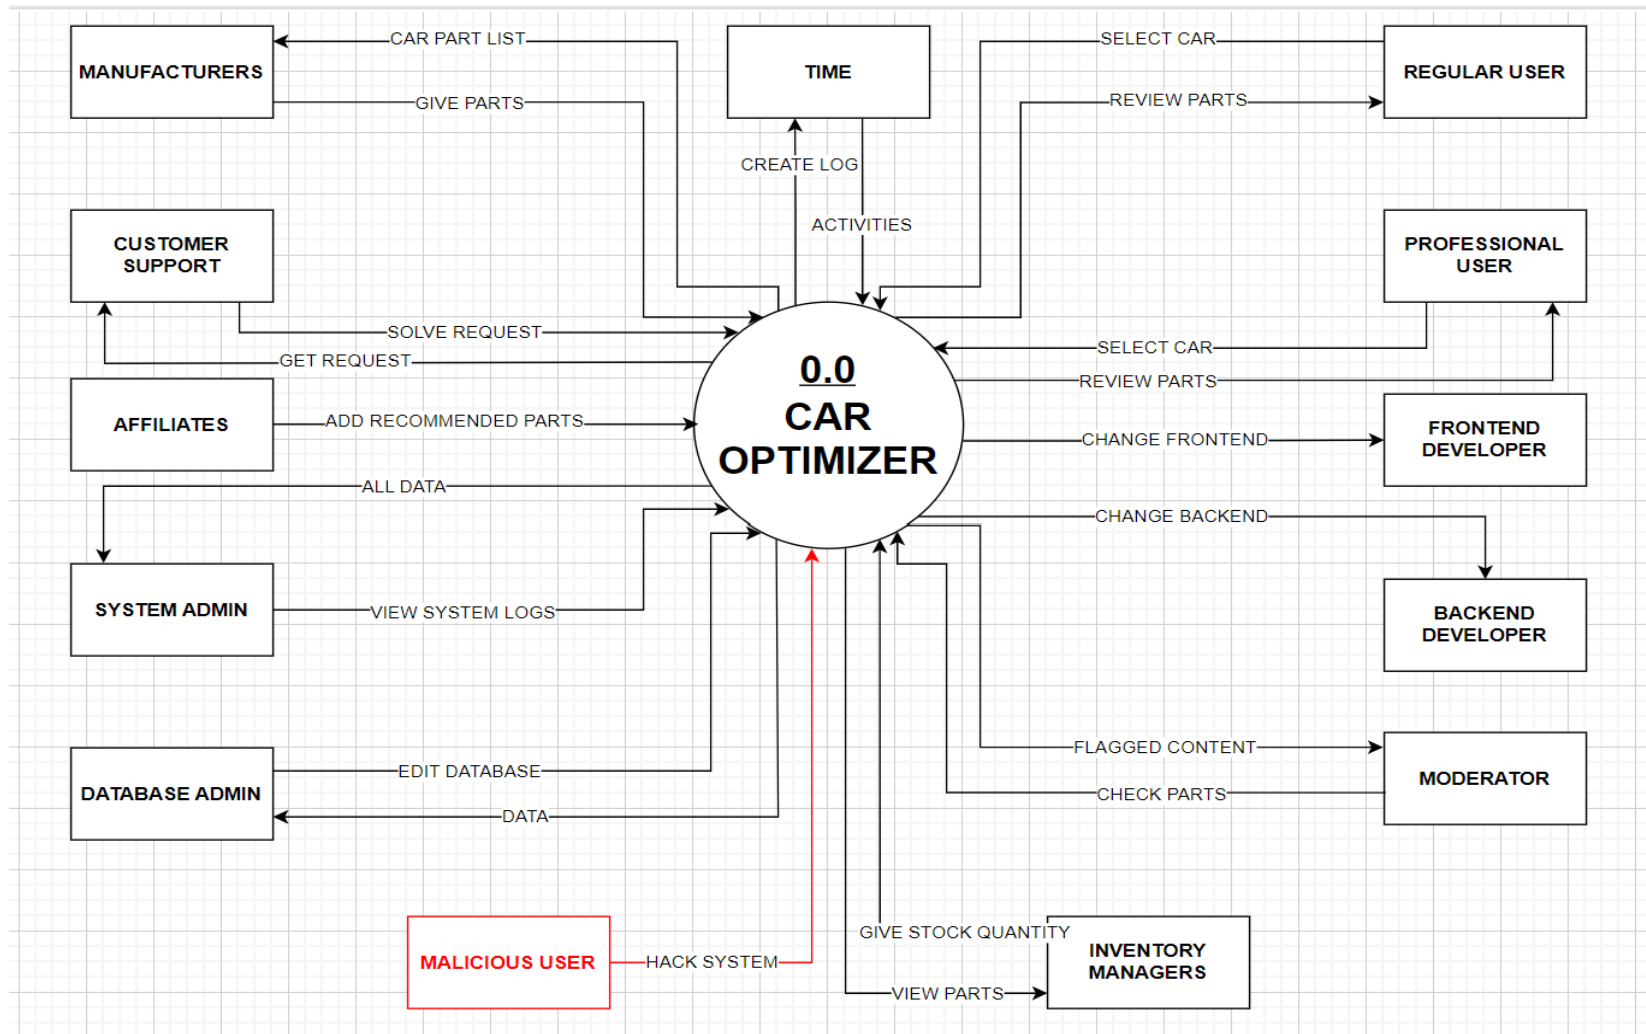 CAR PART LIST
MANUFACTURERS
GIVE PARTS
TIME
SELECT CAR
REGULAR USER
REVIEW PARTS
CREATE LOG
ACTIVITIES
CUSTOMER
SUPPORT
SOLVE REQUEST
GET REQUEST
PROFESSIONAL
USER
SELECT CAR
REVIEW PARTS
0.0
CAR
OPTIMIZER
AFFILIATES
ADD RECOMMENDED PARTS
CHANGE FRONTEND
FRONTEND
DEVELOPER
ALL DATA
SYSTEM ADMIN
VIEW SYSTEM LOGS
CHANGE BACKEND
BACKEND
DEVELOPER
EDIT DATABASE
DATABASE ADMIN
DATA
FLAGGED CONTENT
MODERATOR
CHECK PARTS
MALICIOUS USER
HACK SYSTEM
GIVE STOCK QUANTITY
INVENTORY
MANAGERS
VIEW PARTS